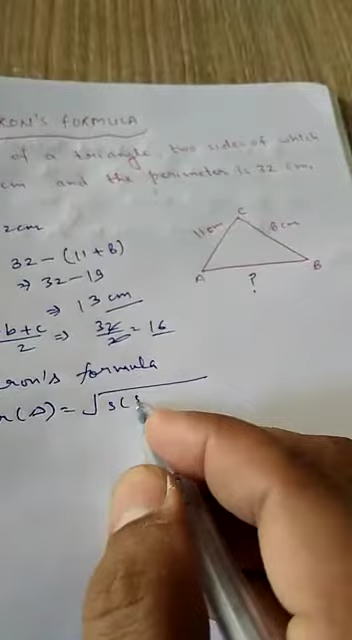 RON'S FORMULA
of a triangle, two sides of which
cm and the perimeter is 32 cm.
2cm
32 - (11 + 8)
⇒ 32 - 19
⇒ 13 cm
b + c / 2 ⇒ 32 / 2 = 16
ron's formula
(Δ) = √s(s
C
11 cm
8 cm
A
B
?